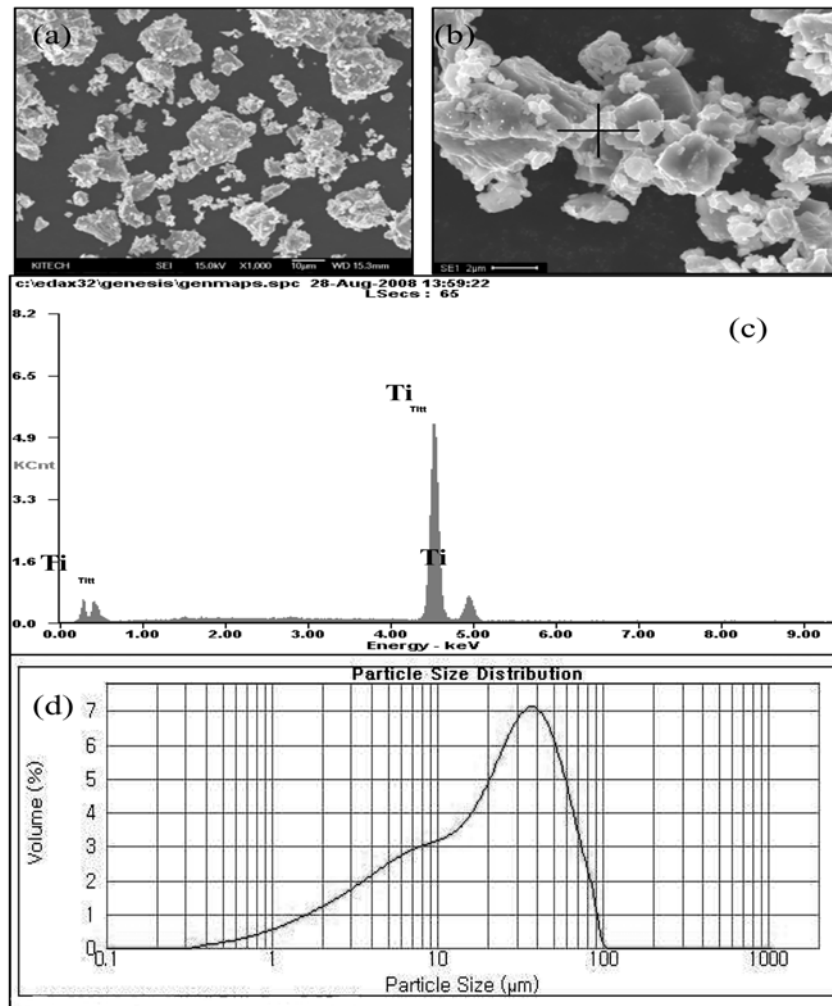 (a)
KITECH SEI 15.0kV X1,000 10µm WD 15.3mm
(b)
SE1 2µm
c:\edax32\genesis\genmaps.spc 28-Aug-2008 13:59:22
LSecs : 65
(c)
8.2
6.5
4.9
KCnt
3.3
1.6
0.0
Ti
Titt
Ti
Ti
Titt
0.00 1.00 2.00 3.00 4.00 5.00 6.00 7.00 8.00 9.0
Energy - keV
(d)
Particle Size Distribution
7
6
5
4
3
2
1
0
Volume (%)
0.1 1 10 100 1000
Particle Size (µm)